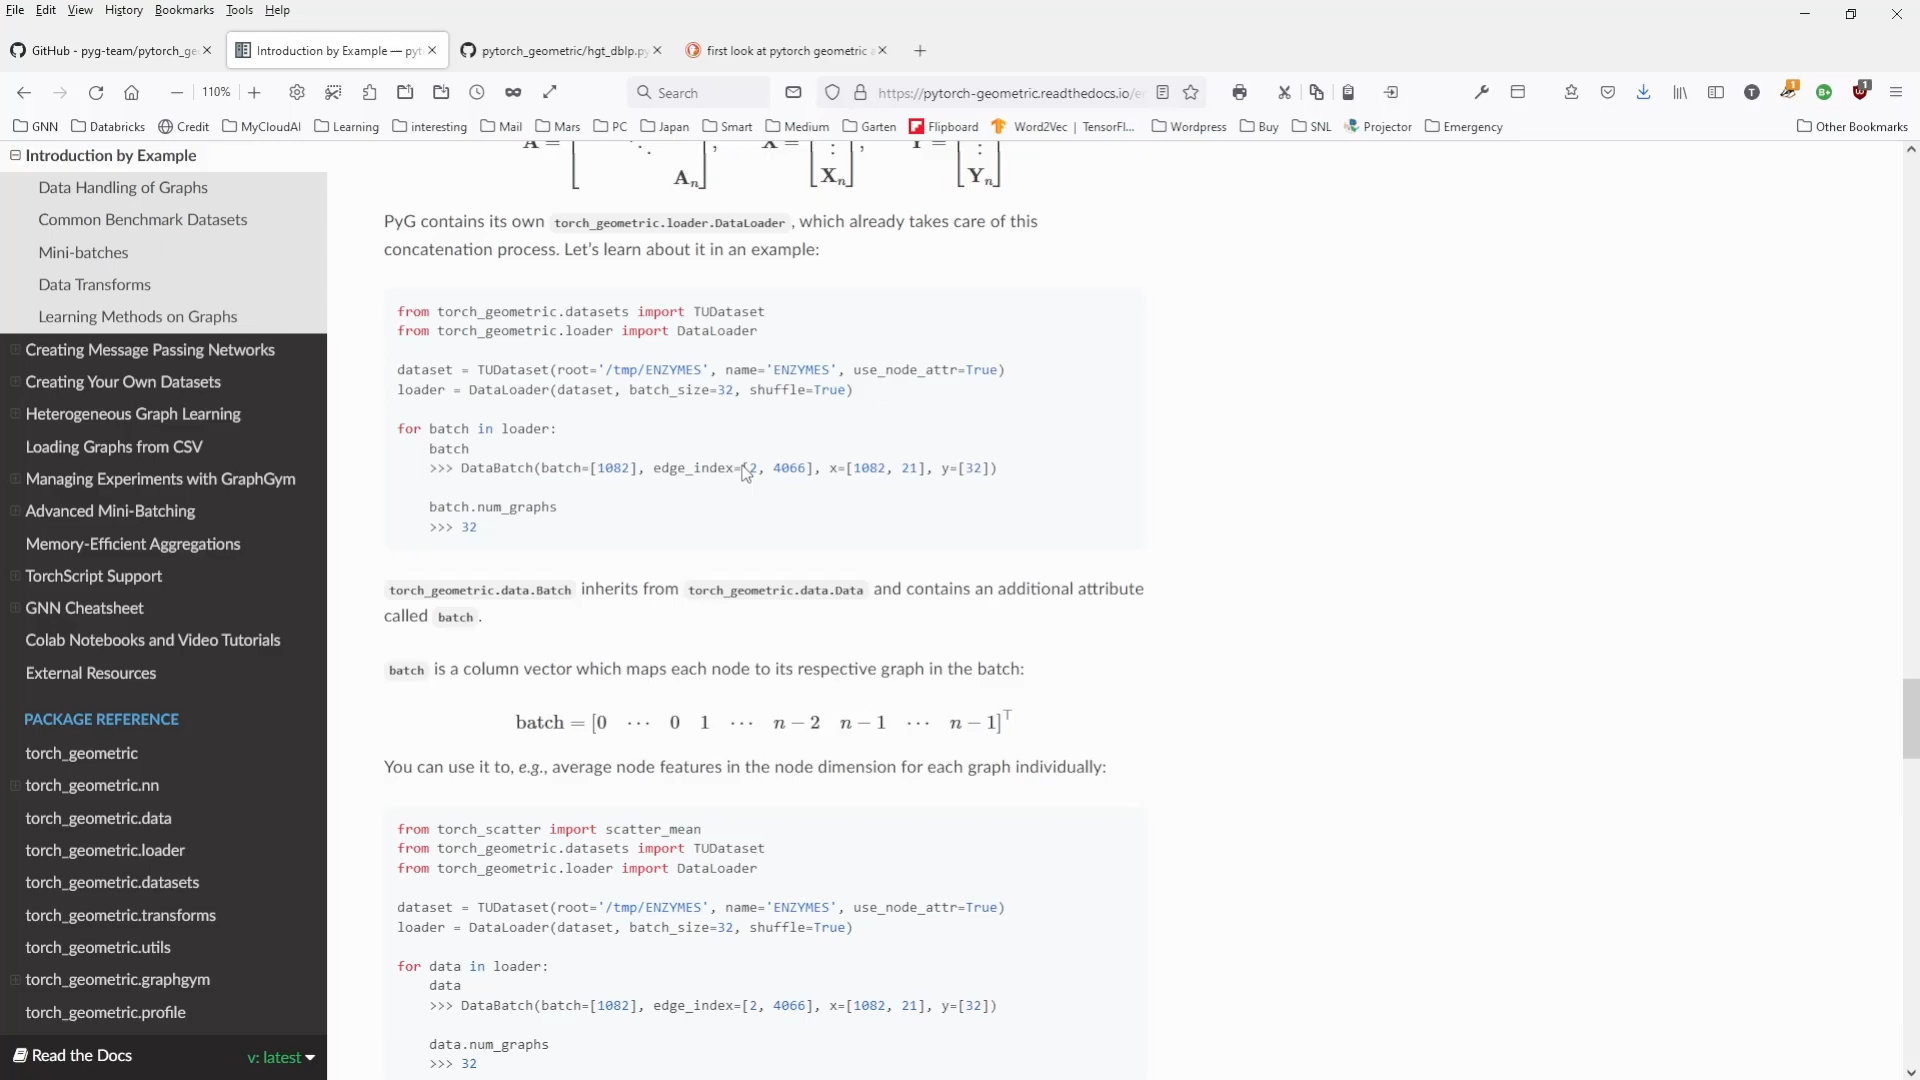 File Edit View History Bookmarks Tools Help
GitHub - pyg-team/pytorch_ge
Introduction by Example — pyt
pytorch_geometric/hgt_dblp.py
first look at pytorch geometric
110%
Search
https://pytorch-geometric.readthedocs.io/e
GNN Databricks Credit MyCloudAI Learning interesting Mail Mars PC Japan Smart Medium Garten Flipboard Word2Vec | TensorFl... Wordpress Buy SNL Projector Emergency Other Bookmarks
Introduction by Example
Data Handling of Graphs
Common Benchmark Datasets
Mini-batches
Data Transforms
Learning Methods on Graphs
Creating Message Passing Networks
Creating Your Own Datasets
Heterogeneous Graph Learning
Loading Graphs from CSV
Managing Experiments with GraphGym
Advanced Mini-Batching
Memory-Efficient Aggregations
TorchScript Support
GNN Cheatsheet
Colab Notebooks and Video Tutorials
External Resources
PACKAGE REFERENCE
torch_geometric
torch_geometric.nn
torch_geometric.data
torch_geometric.loader
torch_geometric.datasets
torch_geometric.transforms
torch_geometric.utils
torch_geometric.graphgym
torch_geometric.profile
Read the Docs v: latest
Aₙ Xₙ Yₙ
PyG contains its own torch_geometric.loader.DataLoader , which already takes care of this
concatenation process. Let’s learn about it in an example:
from torch_geometric.datasets import TUDataset
from torch_geometric.loader import DataLoader
dataset = TUDataset(root='/tmp/ENZYMES', name='ENZYMES', use_node_attr=True)
loader = DataLoader(dataset, batch_size=32, shuffle=True)
for batch in loader:
batch
>>> DataBatch(batch=[1082], edge_index=[2, 4066], x=[1082, 21], y=[32])
batch.num_graphs
>>> 32
torch_geometric.data.Batch inherits from torch_geometric.data.Data and contains an additional attribute
called batch .
batch is a column vector which maps each node to its respective graph in the batch:
batch = [0 ⋯ 0 1 ⋯ n − 2 n − 1 ⋯ n − 1]⊤
You can use it to, e.g., average node features in the node dimension for each graph individually:
from torch_scatter import scatter_mean
from torch_geometric.datasets import TUDataset
from torch_geometric.loader import DataLoader
dataset = TUDataset(root='/tmp/ENZYMES', name='ENZYMES', use_node_attr=True)
loader = DataLoader(dataset, batch_size=32, shuffle=True)
for data in loader:
data
>>> DataBatch(batch=[1082], edge_index=[2, 4066], x=[1082, 21], y=[32])
data.num_graphs
>>> 32